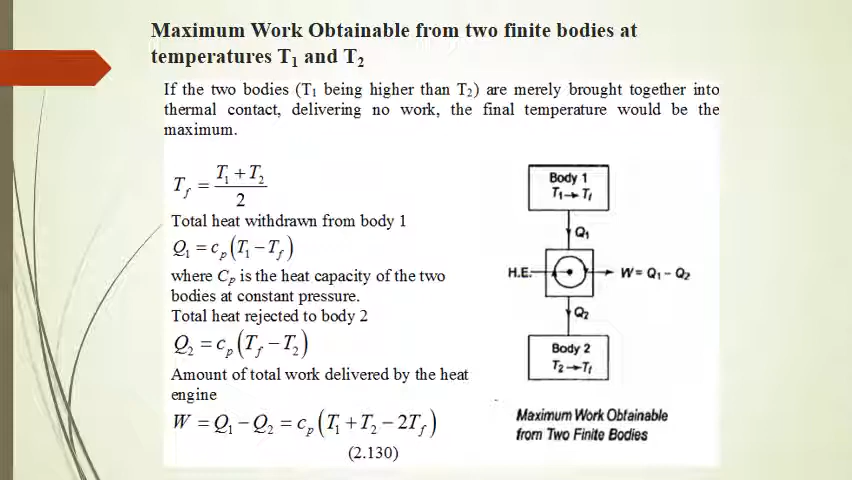 Maximum Work Obtainable from two finite bodies at
temperatures T₁ and T₂
If the two bodies (T₁ being higher than T₂) are merely brought together into
thermal contact, delivering no work, the final temperature would be the
maximum.
T_f = (T₁ + T₂)/2
Total heat withdrawn from body 1
Q₁ = c_p (T₁ − T_f)
where C_p is the heat capacity of the two
bodies at constant pressure.
Total heat rejected to body 2
Q₂ = c_p (T_f − T₂)
Amount of total work delivered by the heat
engine
W = Q₁ − Q₂ = c_p (T₁ + T₂ − 2T_f)
(2.130)
Body 1
T₁→ T_f
Q₁
H.E.
W = Q₁ − Q₂
Q₂
Body 2
T₂→T_f
Maximum Work Obtainable
from Two Finite Bodies